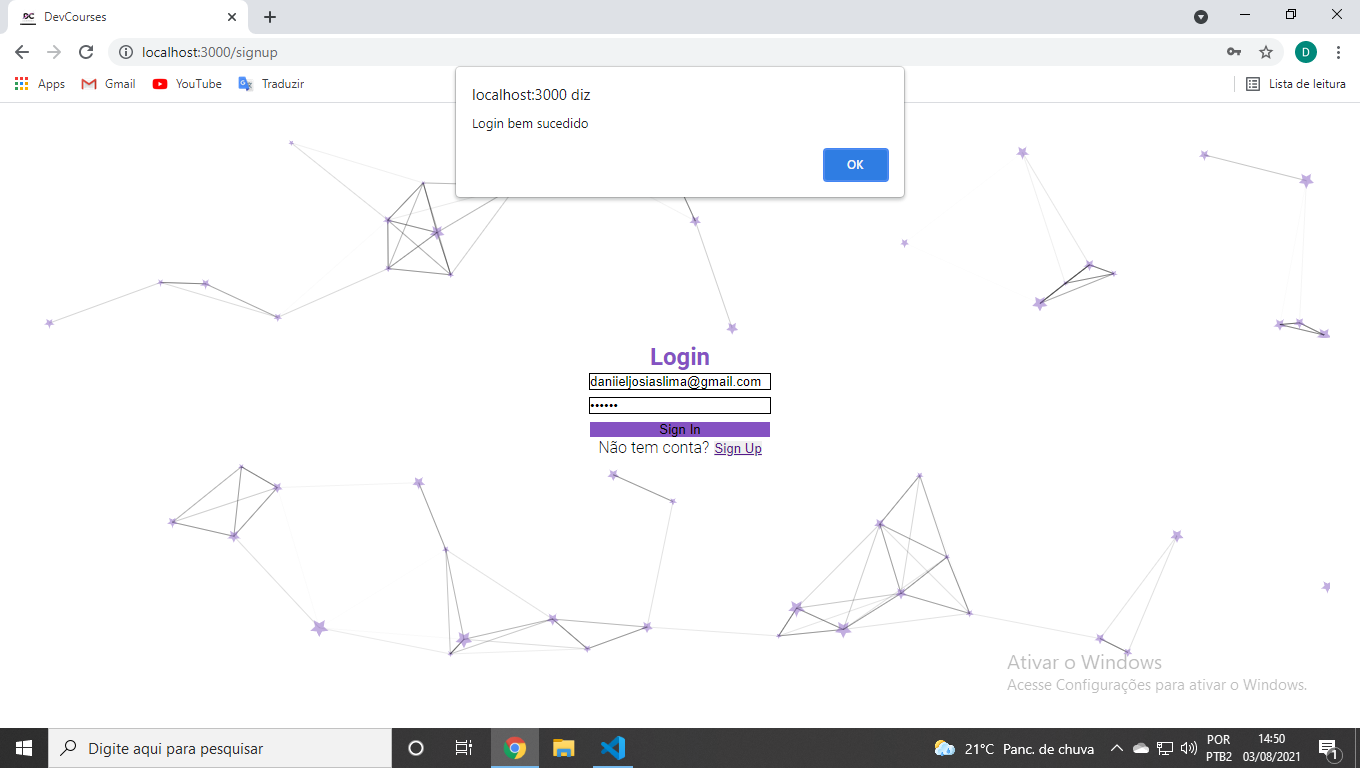 DC DevCourses
localhost:3000/signup
D
Apps Gmail YouTube Traduzir Lista de leitura
localhost:3000 diz
Login bem sucedido
OK
Login
daniieljosiaslima@gmail.com
••••••
Sign In
Não tem conta? Sign Up
Ativar o Windows
Acesse Configurações para ativar o Windows.
Digite aqui para pesquisar
21°C Panc. de chuva
POR
PTB2
14:50
03/08/2021
1